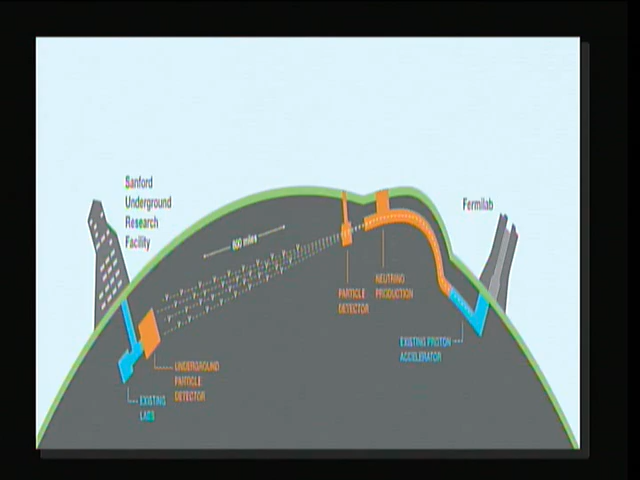 Sanford
Underground
Research
Facility
Fermilab
800 miles
PARTICLE
DETECTOR
NEUTRINO
PRODUCTION
EXISTING PROTON
ACCELERATOR
UNDERGROUND
PARTICLE
DETECTOR
EXISTING
LABS